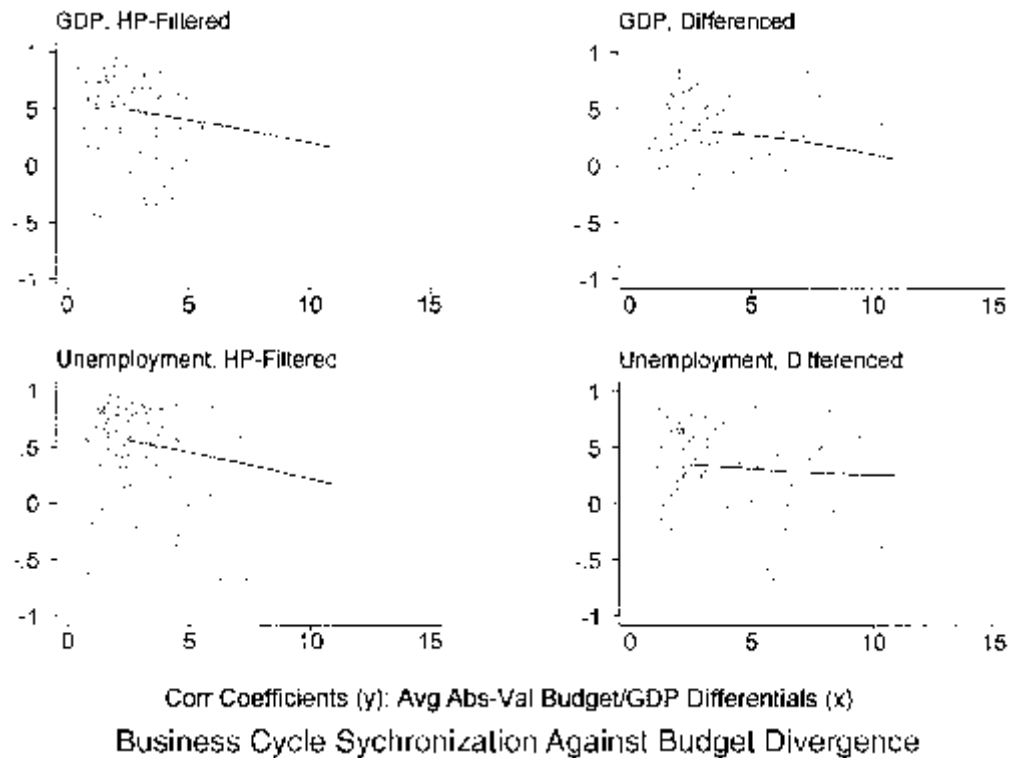 GDP. HP-Filtered
GDP, Differenced
1
.5
0
-.5
-1
0 5 10 15
1
.5
0
-.5
-1
0 5 10 15
Unemployment. HP-Filtered
Unemployment, Differenced
1
.5
0
-.5
-1
0 5 10 15
1
.5
0
-.5
-1
0 5 10 15
Corr Coefficients (y): Avg Abs-Val Budget/GDP Differentials (x)
Business Cycle Sychronization Against Budget Divergence